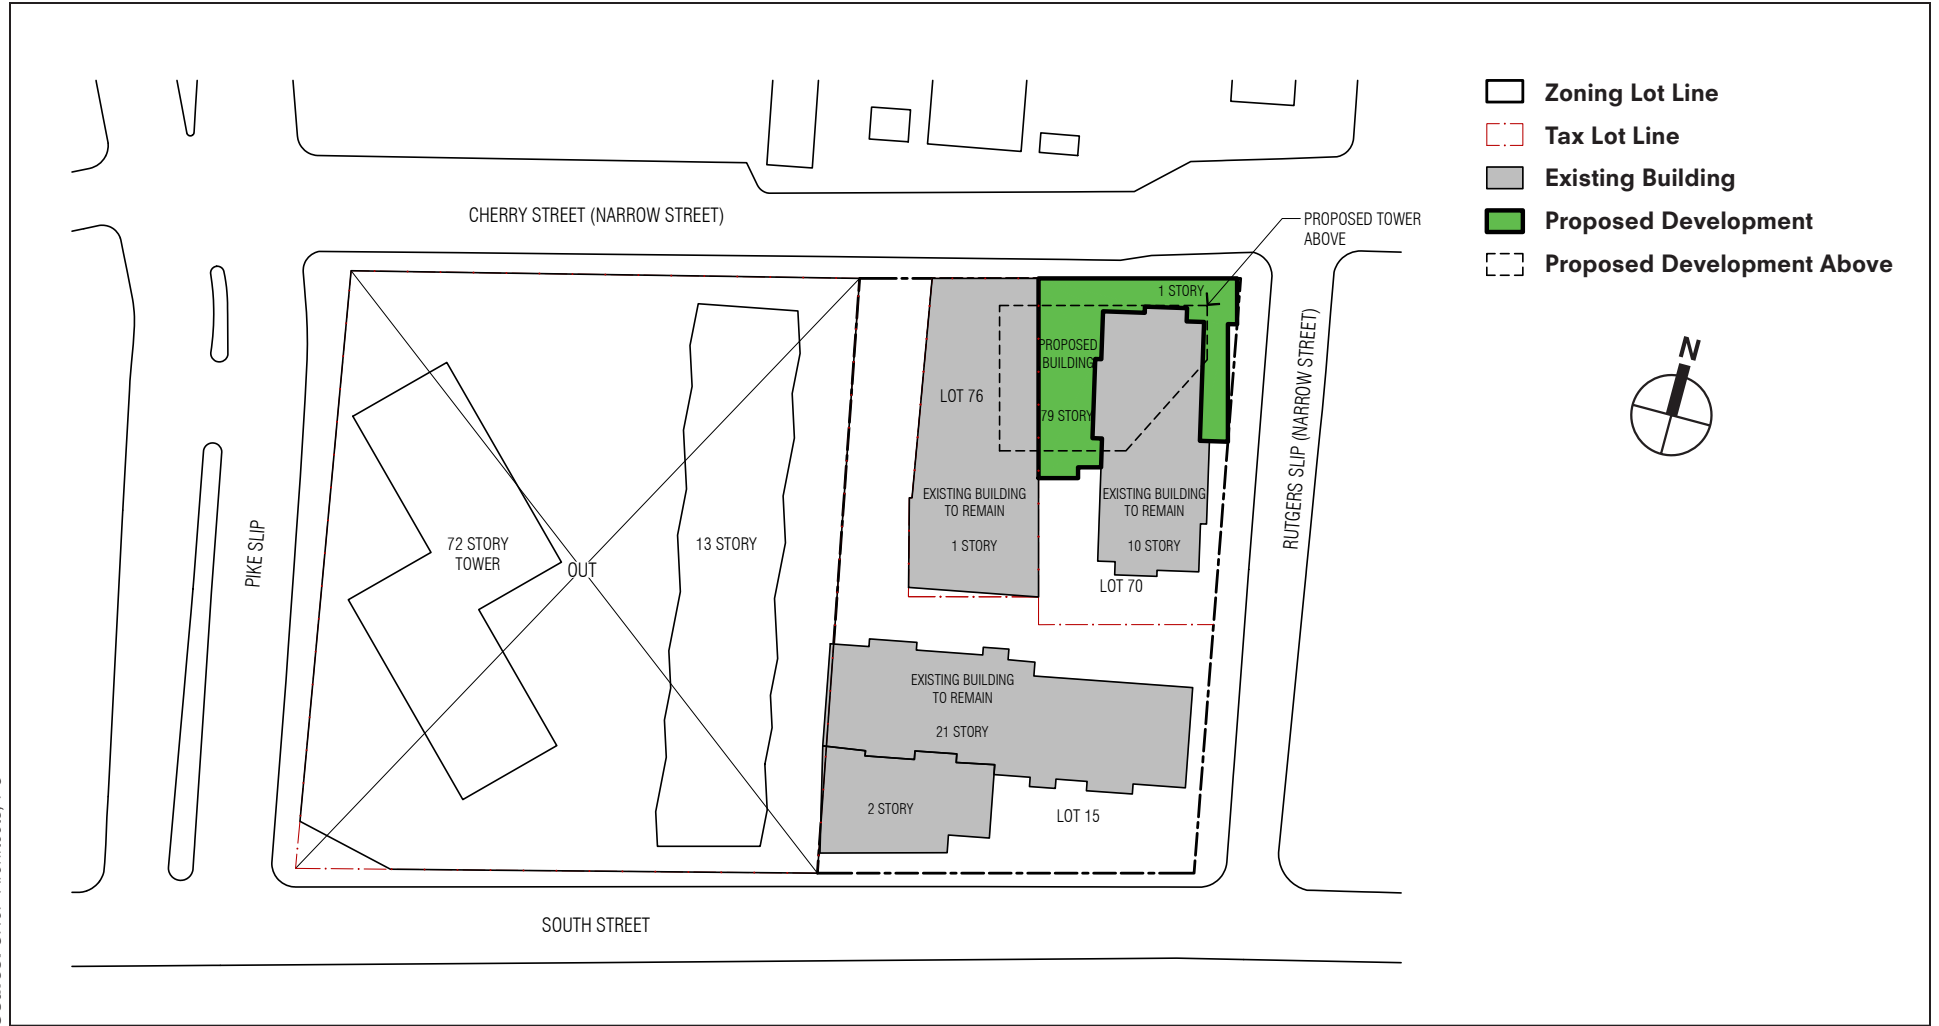 Zoning Lot Line
Tax Lot Line
Existing Building
Proposed Development
Proposed Development Above
CHERRY STREET (NARROW STREET)
PROPOSED TOWER
ABOVE
1 STORY
PROPOSED
BUILDING
79 STORY
LOT 76
EXISTING BUILDING
TO REMAIN
1 STORY
EXISTING BUILDING
TO REMAIN
10 STORY
LOT 70
RUTGERS SLIP (NARROW STREET)
N
PIKE SLIP
72 STORY
TOWER
OUT
13 STORY
EXISTING BUILDING
TO REMAIN
21 STORY
2 STORY
LOT 15
SOUTH STREET